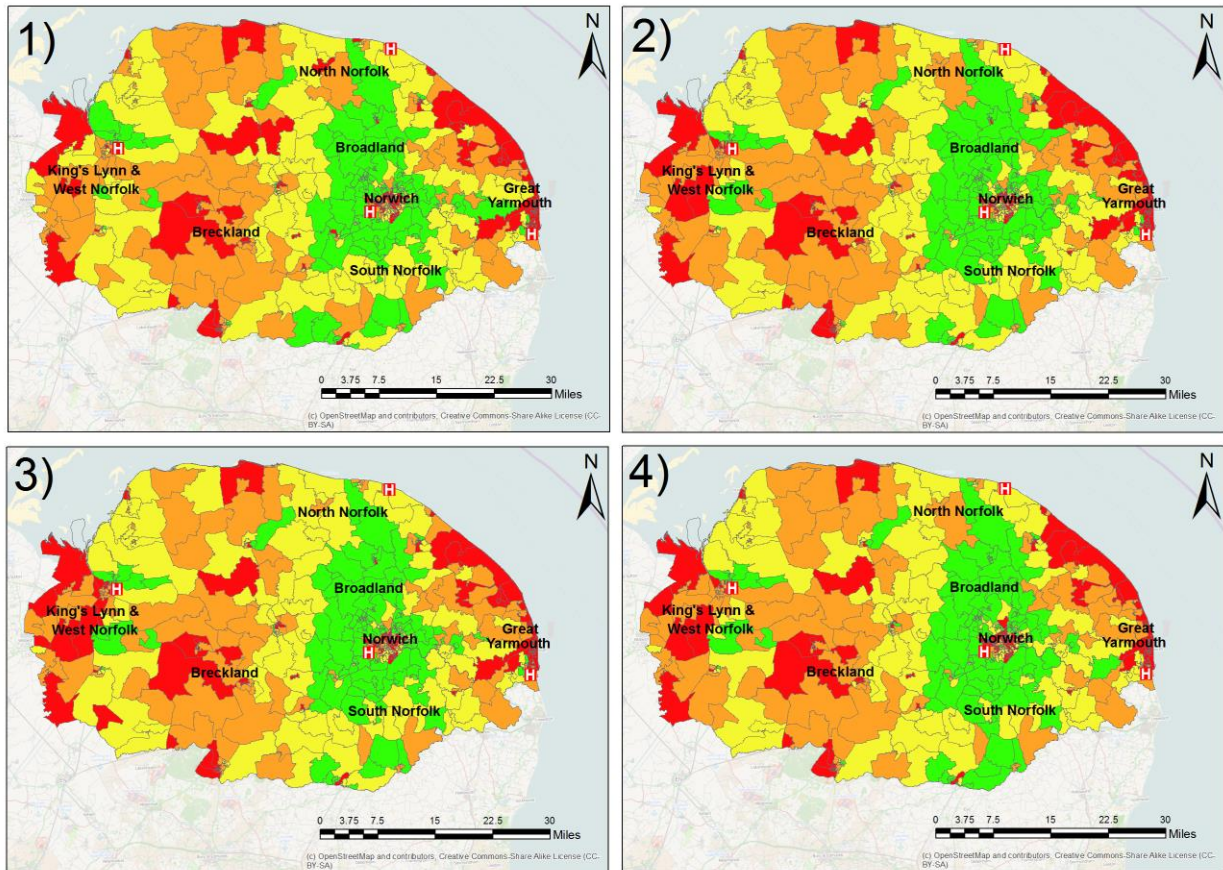 1)
N
H
North Norfolk
Broadland
H
King's Lynn &
West Norfolk
Norwich
Great
Yarmouth
H
H
Breckland
South Norfolk
0 3.75 7.5 15 22.5 30
Miles
(c) OpenStreetMap and contributors, Creative Commons-Share Alike License (CC-
BY-SA)
2)
N
H
North Norfolk
Broadland
H
King's Lynn &
West Norfolk
Norwich
Great
Yarmouth
H
H
Breckland
South Norfolk
0 3.75 7.5 15 22.5 30
Miles
(c) OpenStreetMap and contributors, Creative Commons-Share Alike License (CC-
BY-SA)
3)
N
H
North Norfolk
Broadland
H
King's Lynn &
West Norfolk
Norwich
Great
Yarmouth
H
H
Breckland
South Norfolk
0 3.75 7.5 15 22.5 30
Miles
(c) OpenStreetMap and contributors, Creative Commons-Share Alike License (CC-
BY-SA)
4)
N
H
North Norfolk
Broadland
H
King's Lynn &
West Norfolk
Norwich
Great
Yarmouth
H
H
Breckland
South Norfolk
0 3.75 7.5 15 22.5 30
Miles
(c) OpenStreetMap and contributors, Creative Commons-Share Alike License (CC-
BY-SA)